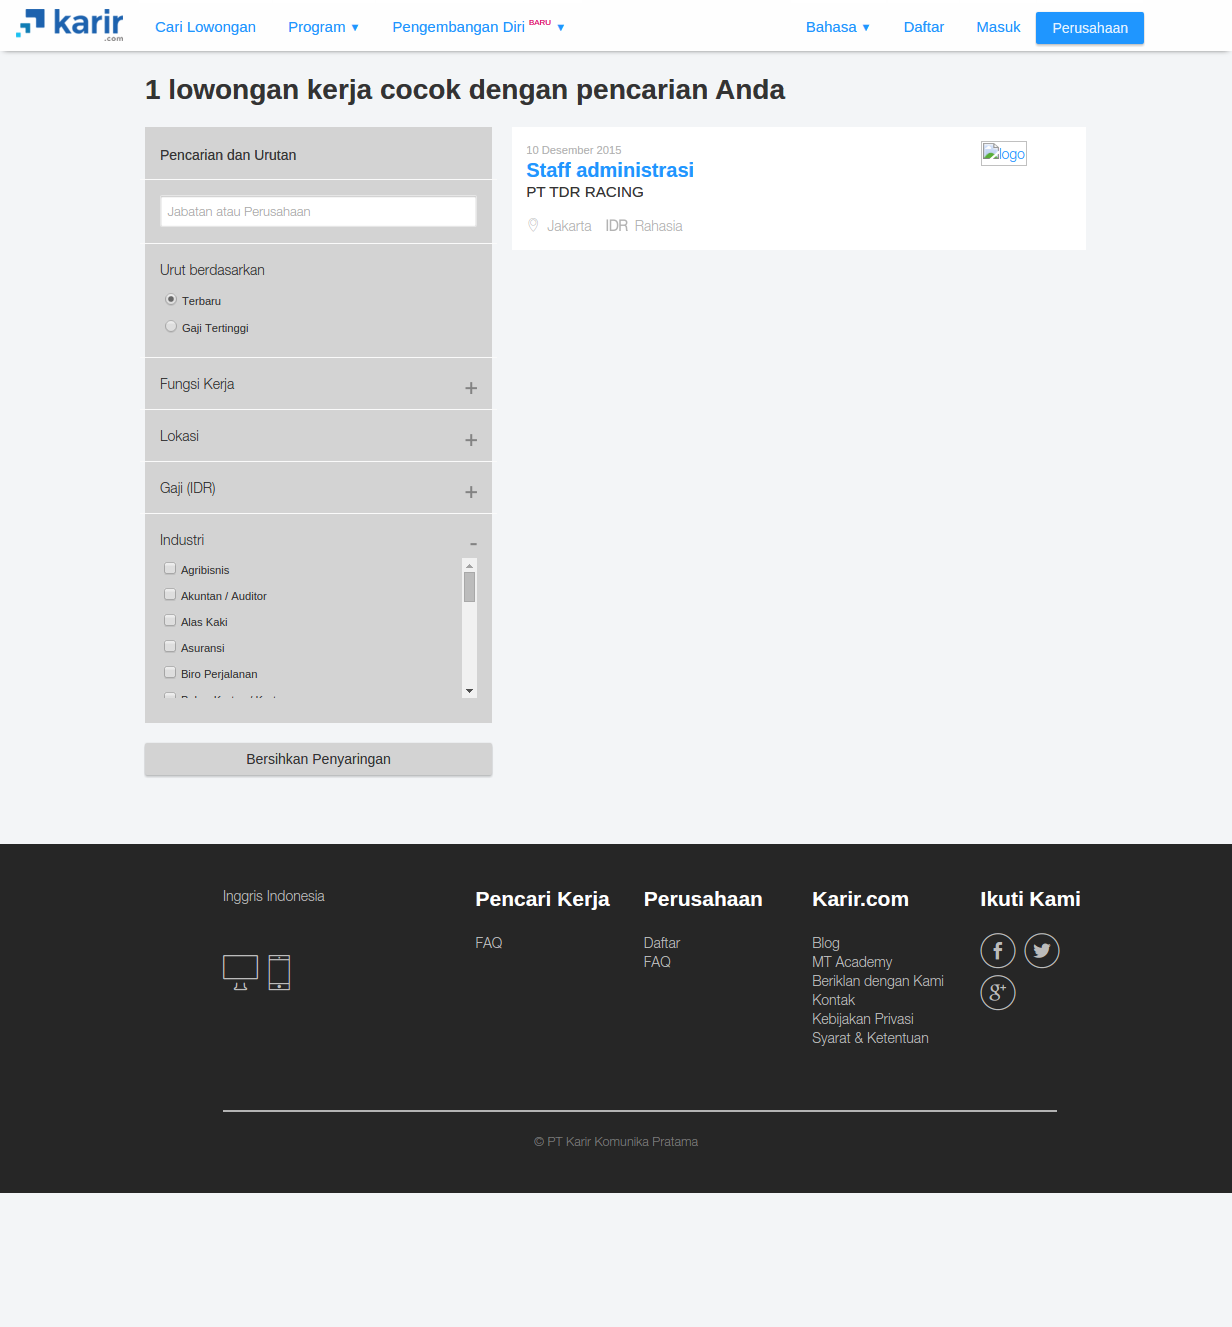 karir
.com
Cari Lowongan
Program ▼
Pengembangan Diri BARU ▼
Bahasa ▼
Daftar
Masuk
Perusahaan
1 lowongan kerja cocok dengan pencarian Anda
Pencarian dan Urutan
Jabatan atau Perusahaan
Urut berdasarkan
Terbaru
Gaji Tertinggi
Fungsi Kerja
+
Lokasi
+
Gaji (IDR)
+
Industri
-
Agribisnis
Akuntan / Auditor
Alas Kaki
Asuransi
Biro Perjalanan
Bersihkan Penyaringan
10 Desember 2015
Staff administrasi
PT TDR RACING
Jakarta IDR Rahasia
logo
Inggris Indonesia
Pencari Kerja
FAQ
Perusahaan
Daftar
FAQ
Karir.com
Blog
MT Academy
Beriklan dengan Kami
Kontak
Kebijakan Privasi
Syarat & Ketentuan
Ikuti Kami
© PT Karir Komunika Pratama